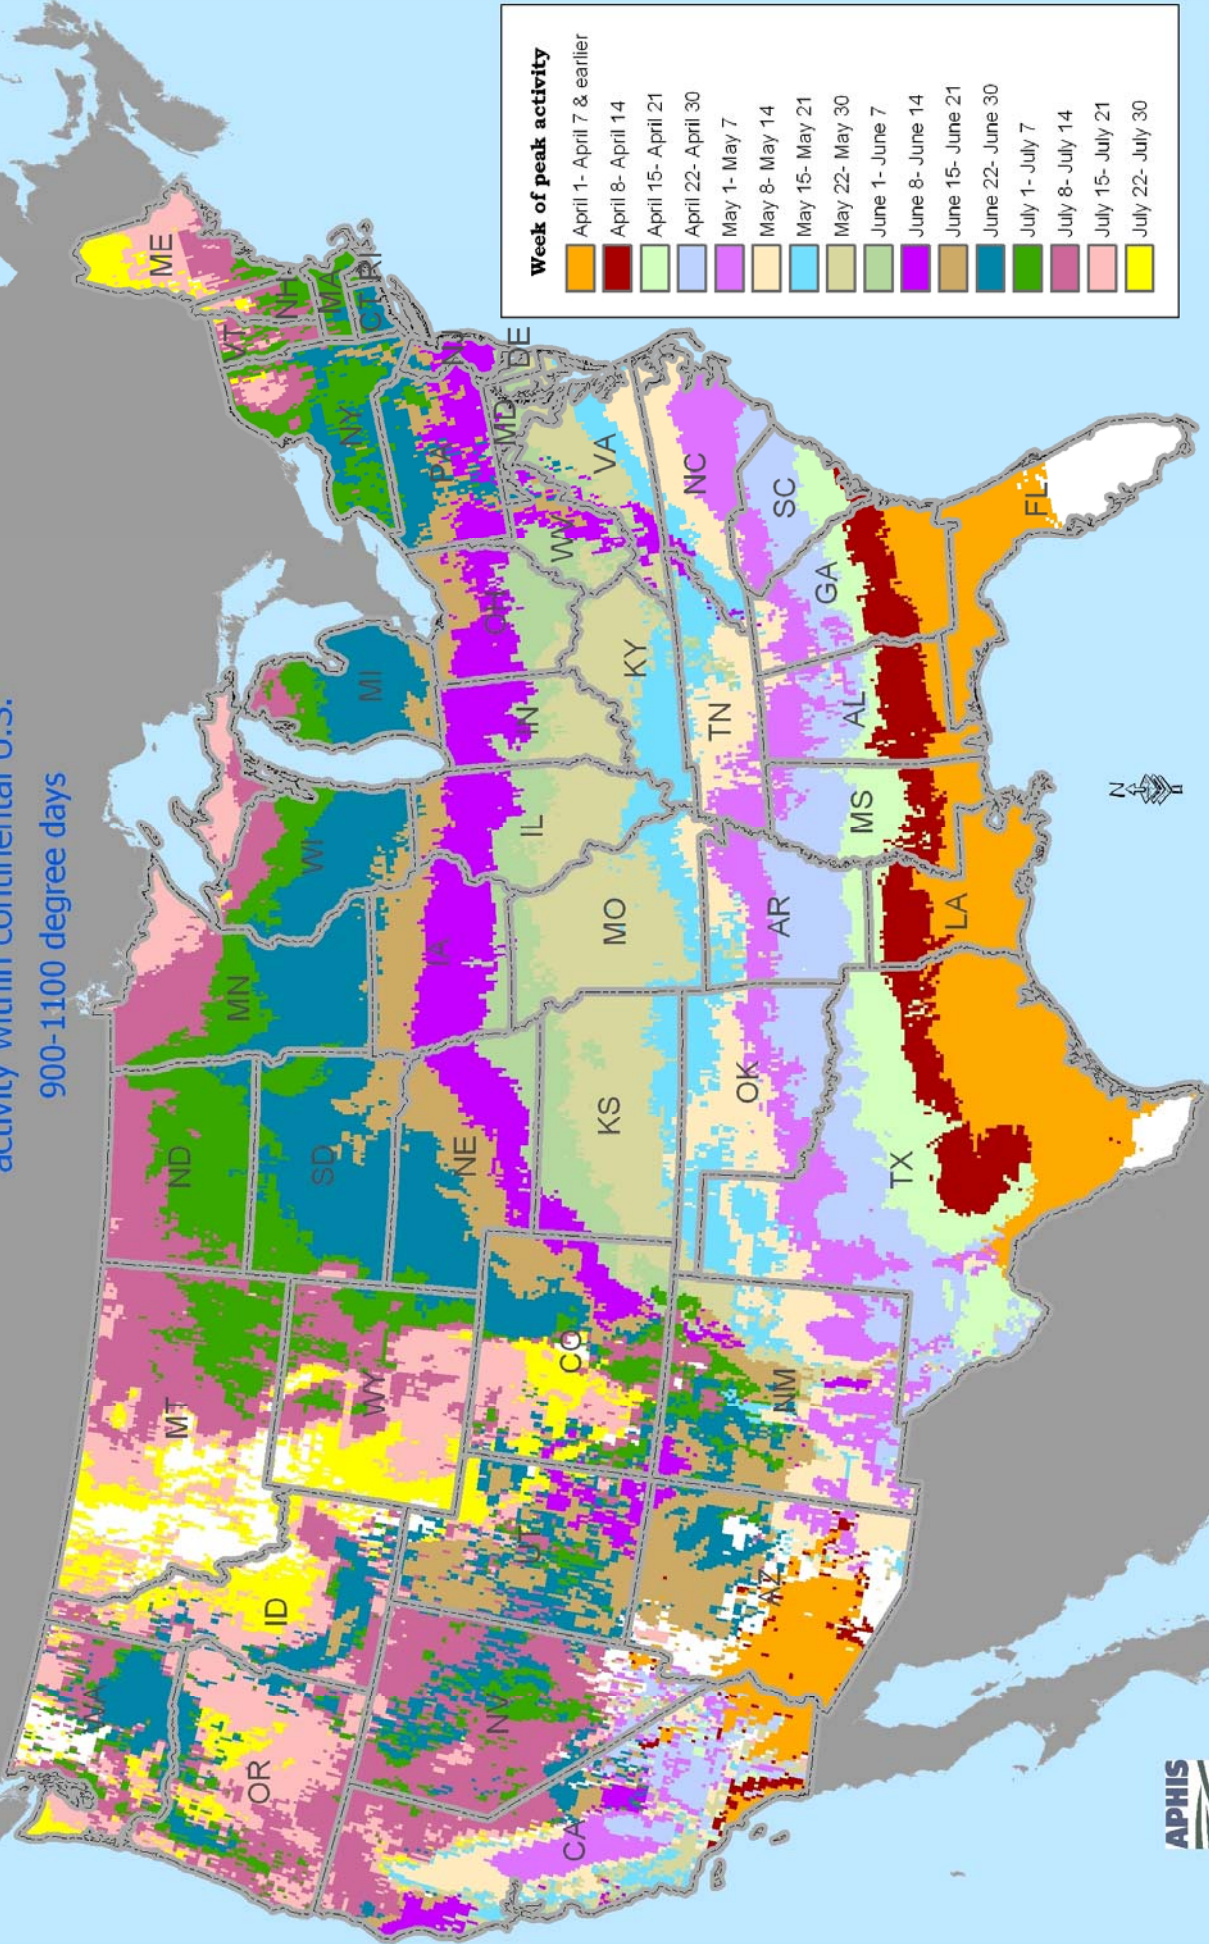 activity within continental U.S.
900-1100 degree days
WA
MT
ND
MN
ME
VT
NH
MA
CT
RI
OR
ID
WY
SD
WI
MI
NY
NV
UT
CO
NE
IA
IL
IN
OH
PA
NJ
MD
DE
CA
AZ
NM
KS
MO
KY
WV
VA
OK
AR
TN
NC
TX
LA
MS
AL
GA
SC
FL
N
Week of peak activity
April 1- April 7 & earlier
April 8- April 14
April 15- April 21
April 22- April 30
May 1- May 7
May 8- May 14
May 15- May 21
May 22- May 30
June 1- June 7
June 8- June 14
June 15- June 21
June 22- June 30
July 1- July 7
July 8- July 14
July 15- July 21
July 22- July 30
APHIS